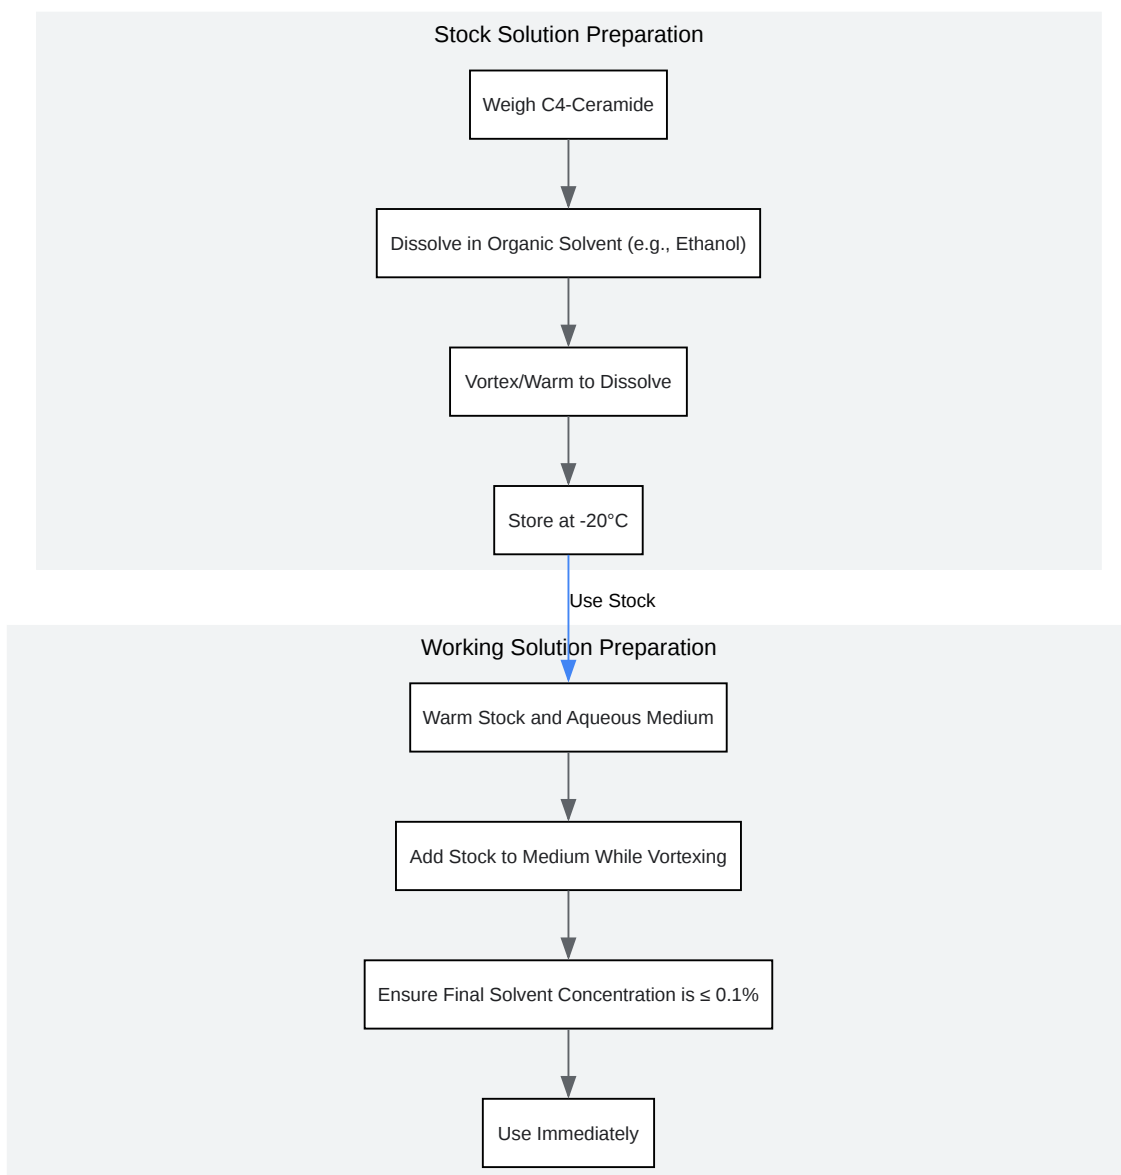 Stock Solution Preparation
Weigh C4-Ceramide
Dissolve in Organic Solvent (e.g., Ethanol)
Vortex/Warm to Dissolve
Store at -20°C
Use Stock
Working Solution Preparation
Warm Stock and Aqueous Medium
Add Stock to Medium While Vortexing
Ensure Final Solvent Concentration is ≤ 0.1%
Use Immediately